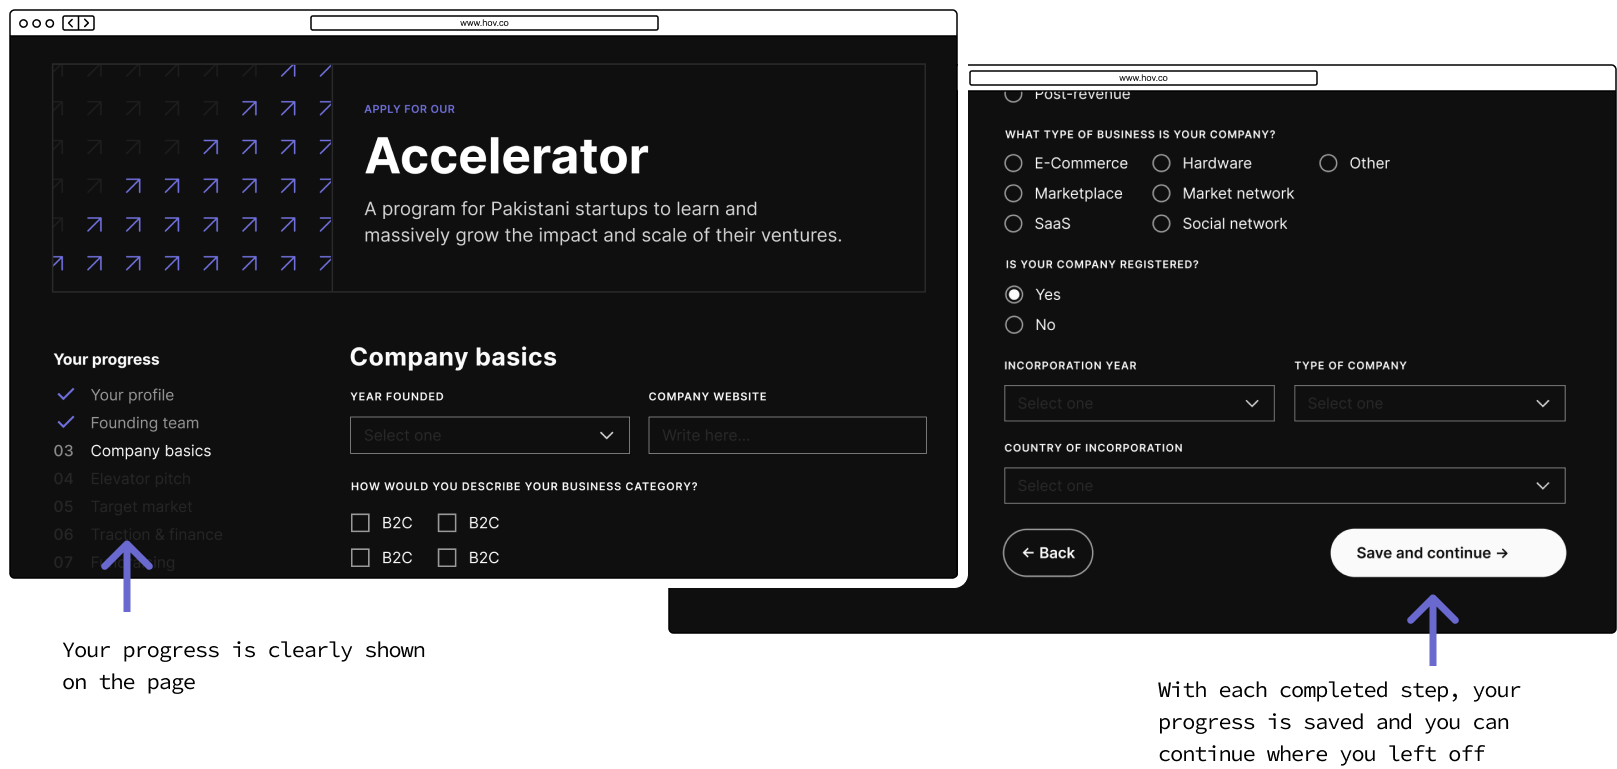 www.hov.co
APPLY FOR OUR
Accelerator
A program for Pakistani startups to learn and
massively grow the impact and scale of their ventures.
Your progress
Your profile
Founding team
03 Company basics
04 Elevator pitch
05 Target market
06 Traction & finance
07
Company basics
YEAR FOUNDED
Select one
COMPANY WEBSITE
Write here...
HOW WOULD YOU DESCRIBE YOUR BUSINESS CATEGORY?
B2C B2C
B2C B2C
Your progress is clearly shown
on the page
www.hov.co
Post-revenue
WHAT TYPE OF BUSINESS IS YOUR COMPANY?
E-Commerce Hardware Other
Marketplace Market network
SaaS Social network
IS YOUR COMPANY REGISTERED?
Yes
No
INCORPORATION YEAR
Select one
TYPE OF COMPANY
Select one
COUNTRY OF INCORPORATION
Select one
← Back
Save and continue →
With each completed step, your
progress is saved and you can
continue where you left off